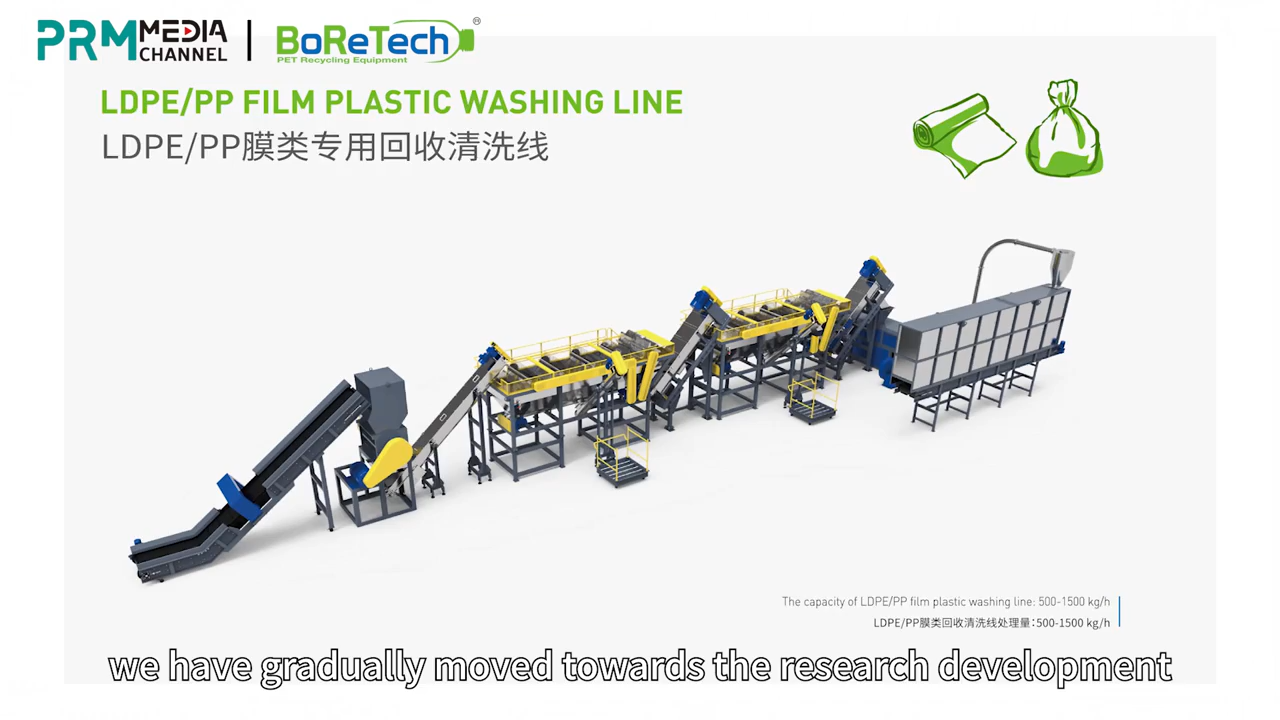 PRM MEDIA CHANNEL | BoReTech®
PET Recycling Equipment
LDPE/PP FILM PLASTIC WASHING LINE
LDPE/PP膜类专用回收清洗线
The capacity of LDPE/PP film plastic washing line: 500-1500 kg/h
LDPE/PP膜类回收清洗线处理量：500-1500 kg/h
we have gradually moved towards the research development